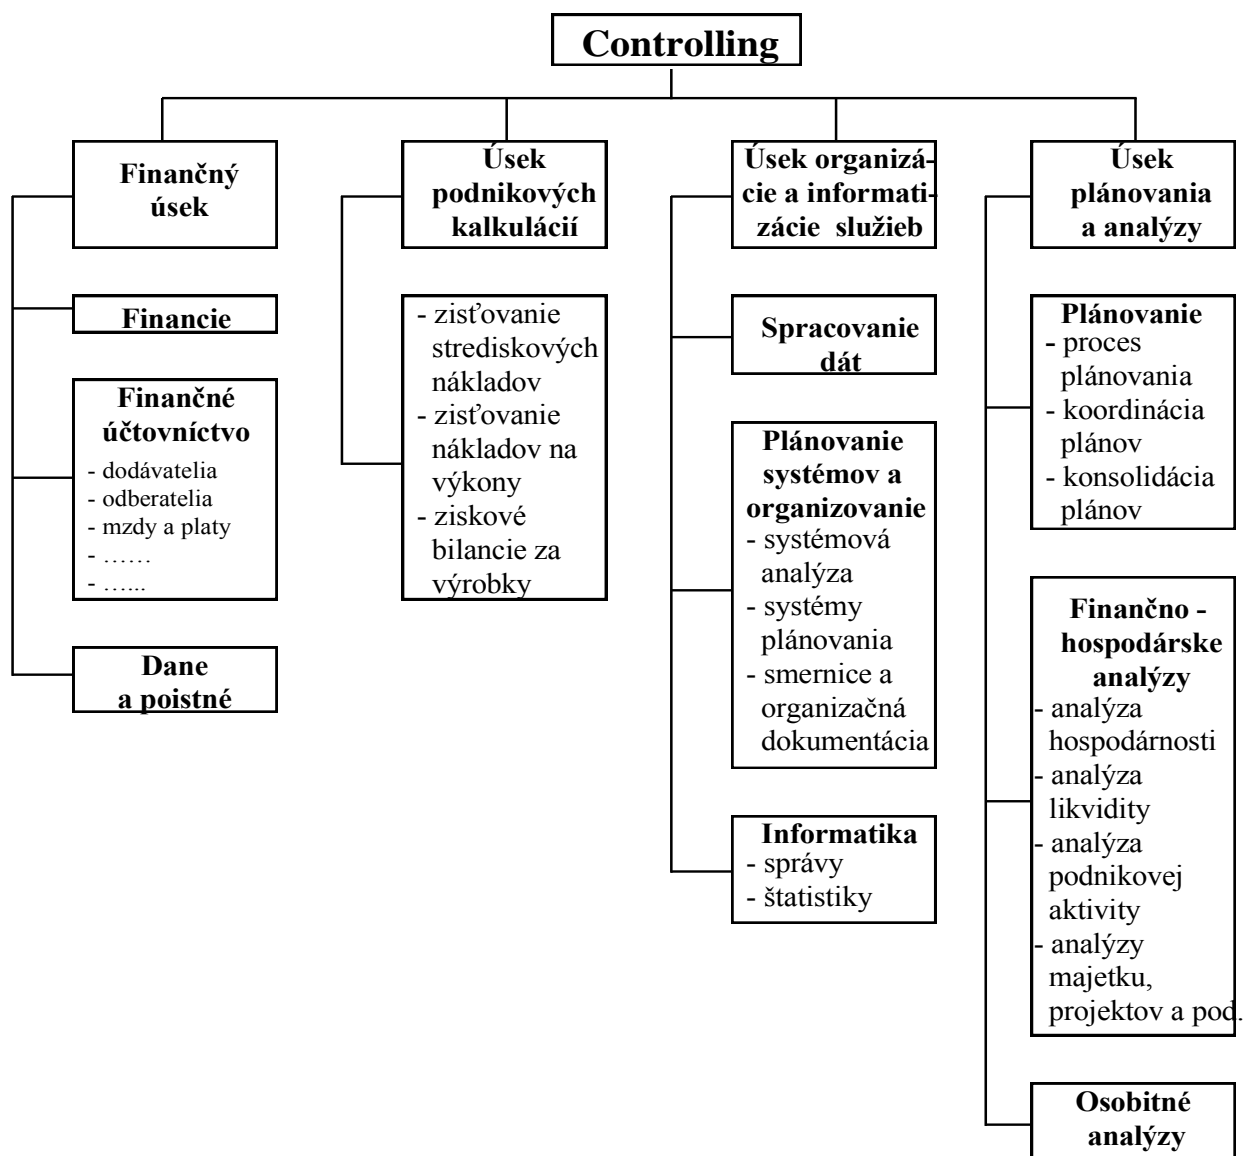 Controlling
Finančný
úsek
Financie
Finančné
účtovníctvo
- dodávatelia
- odberatelia
- mzdy a platy
- ……
- …...
Dane
a poistné
Úsek
podnikových
kalkulácií
- zisťovanie
strediskových
nákladov
- zisťovanie
nákladov na
výkony
- ziskové
bilancie za
výrobky
Úsek organizá-
cie a informati-
zácie služieb
Spracovanie
dát
Plánovanie
systémov a
organizovanie
- systémová
analýza
- systémy
plánovania
- smernice a
organizačná
dokumentácia
Informatika
- správy
- štatistiky
Úsek
plánovania
a analýzy
Plánovanie
- proces
plánovania
- koordinácia
plánov
- konsolidácia
plánov
Finančno -
hospodárske
analýzy
- analýza
hospodárnosti
- analýza
likvidity
- analýza
podnikovej
aktivity
- analýzy
majetku,
projektov a pod.
Osobitné
analýzy